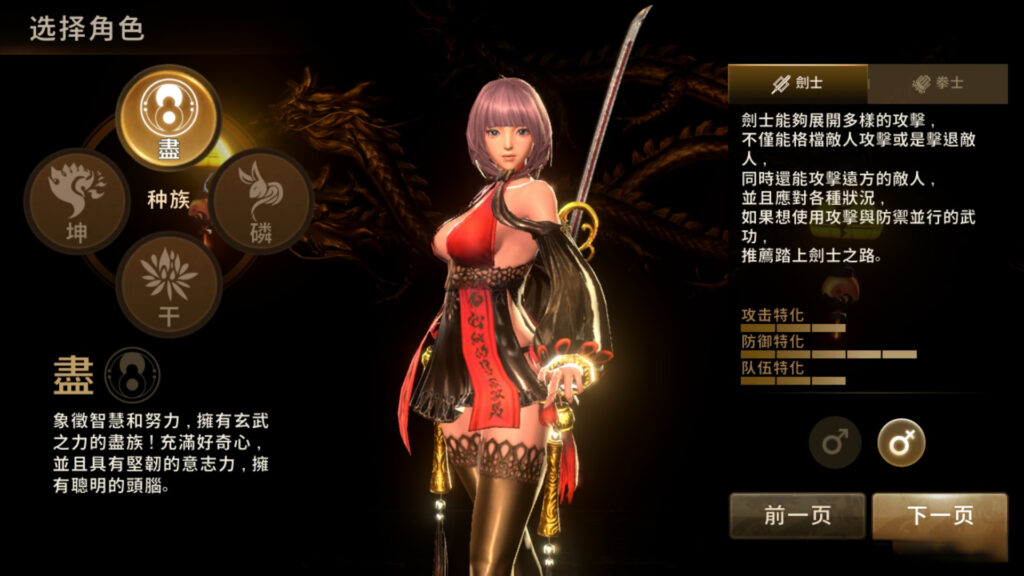 选择角色
盡
种族
坤
磷
干
盡
象徵智慧和努力，擁有玄武
之力的盡族！充滿好奇心，
並且具有堅韌的意志力，擁
有聰明的頭腦。
劍士
拳士
劍士能夠展開多樣的攻擊，
不僅能格檔敵人攻擊或是擊退敵
人，
同時還能攻擊遠方的敵人，
並且應對各種狀況，
如果想使用攻擊與防禦並行的武
功，
推薦踏上劍士之路。
攻击特化
防御特化
队伍特化
前一页
下一页